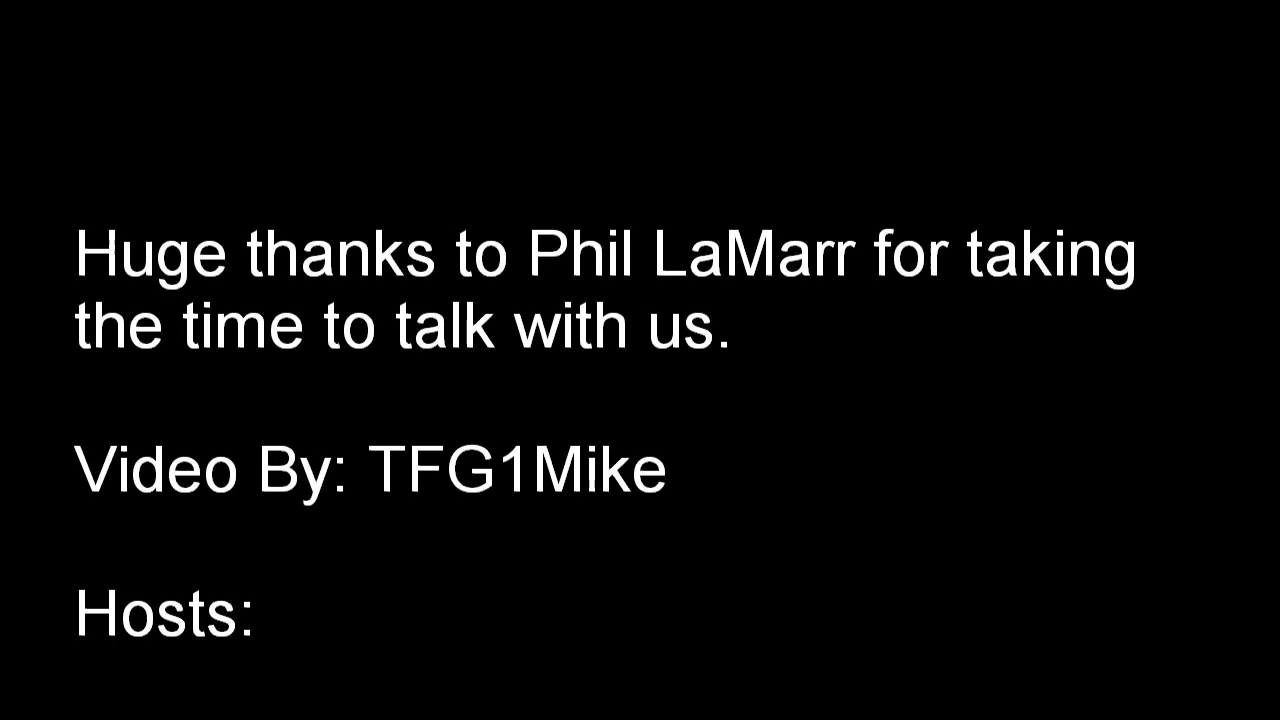 Huge thanks to Phil LaMarr for taking
the time to talk with us.
Video By: TFG1Mike
Hosts: